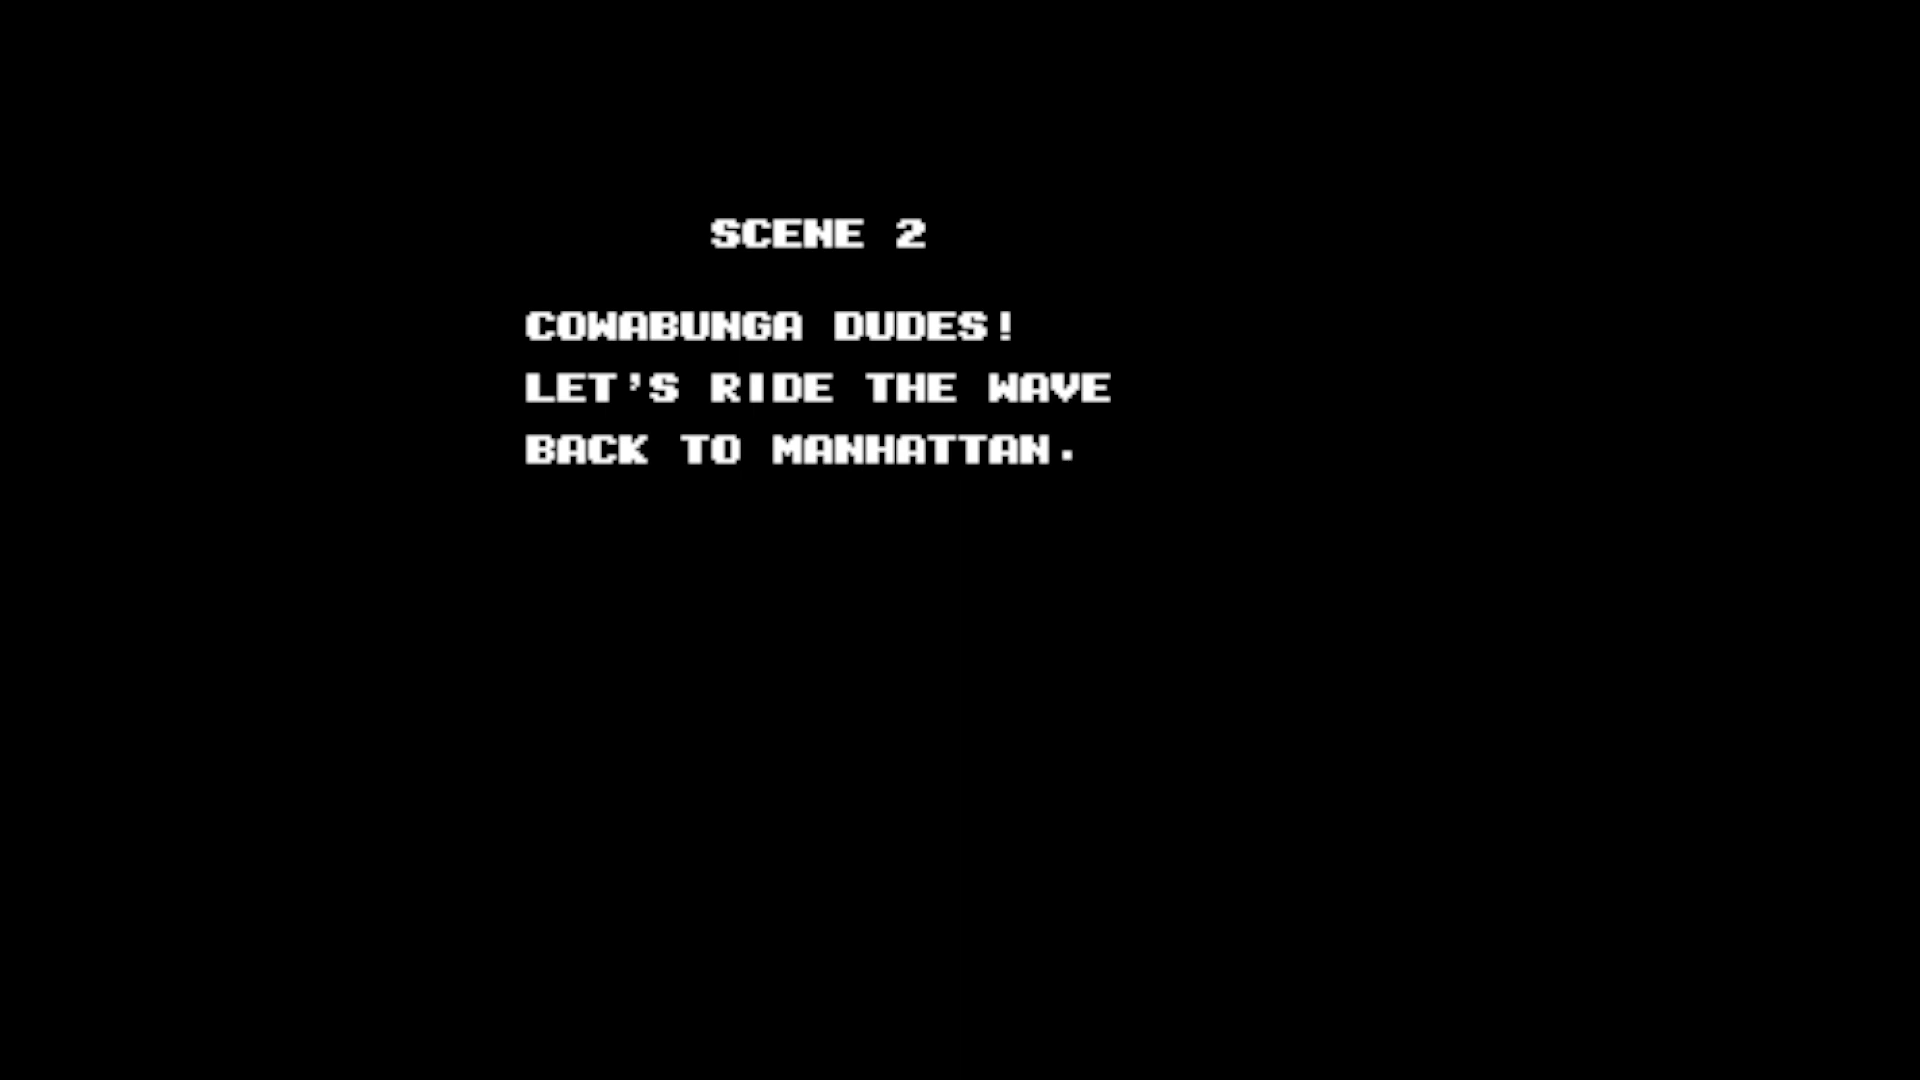 SCENE 2
COWABUNGA DUDES!
LET'S RIDE THE WAVE
BACK TO MANHATTAN.